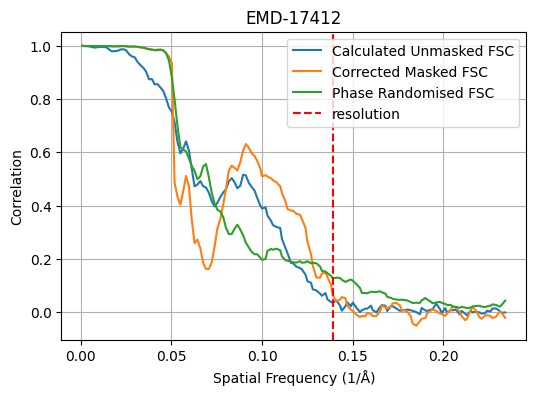 EMD-17412
1.0
0.8
0.6
0.4
0.2
0.0
Correlation
Calculated Unmasked FSC
Corrected Masked FSC
Phase Randomised FSC
resolution
0.00
0.05
0.10
0.15
0.20
Spatial Frequency (1/Å)